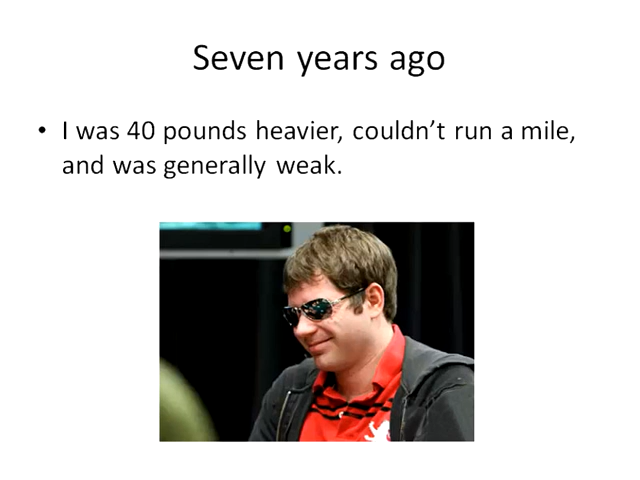 Seven years ago
• I was 40 pounds heavier, couldn’t run a mile,
and was generally weak.